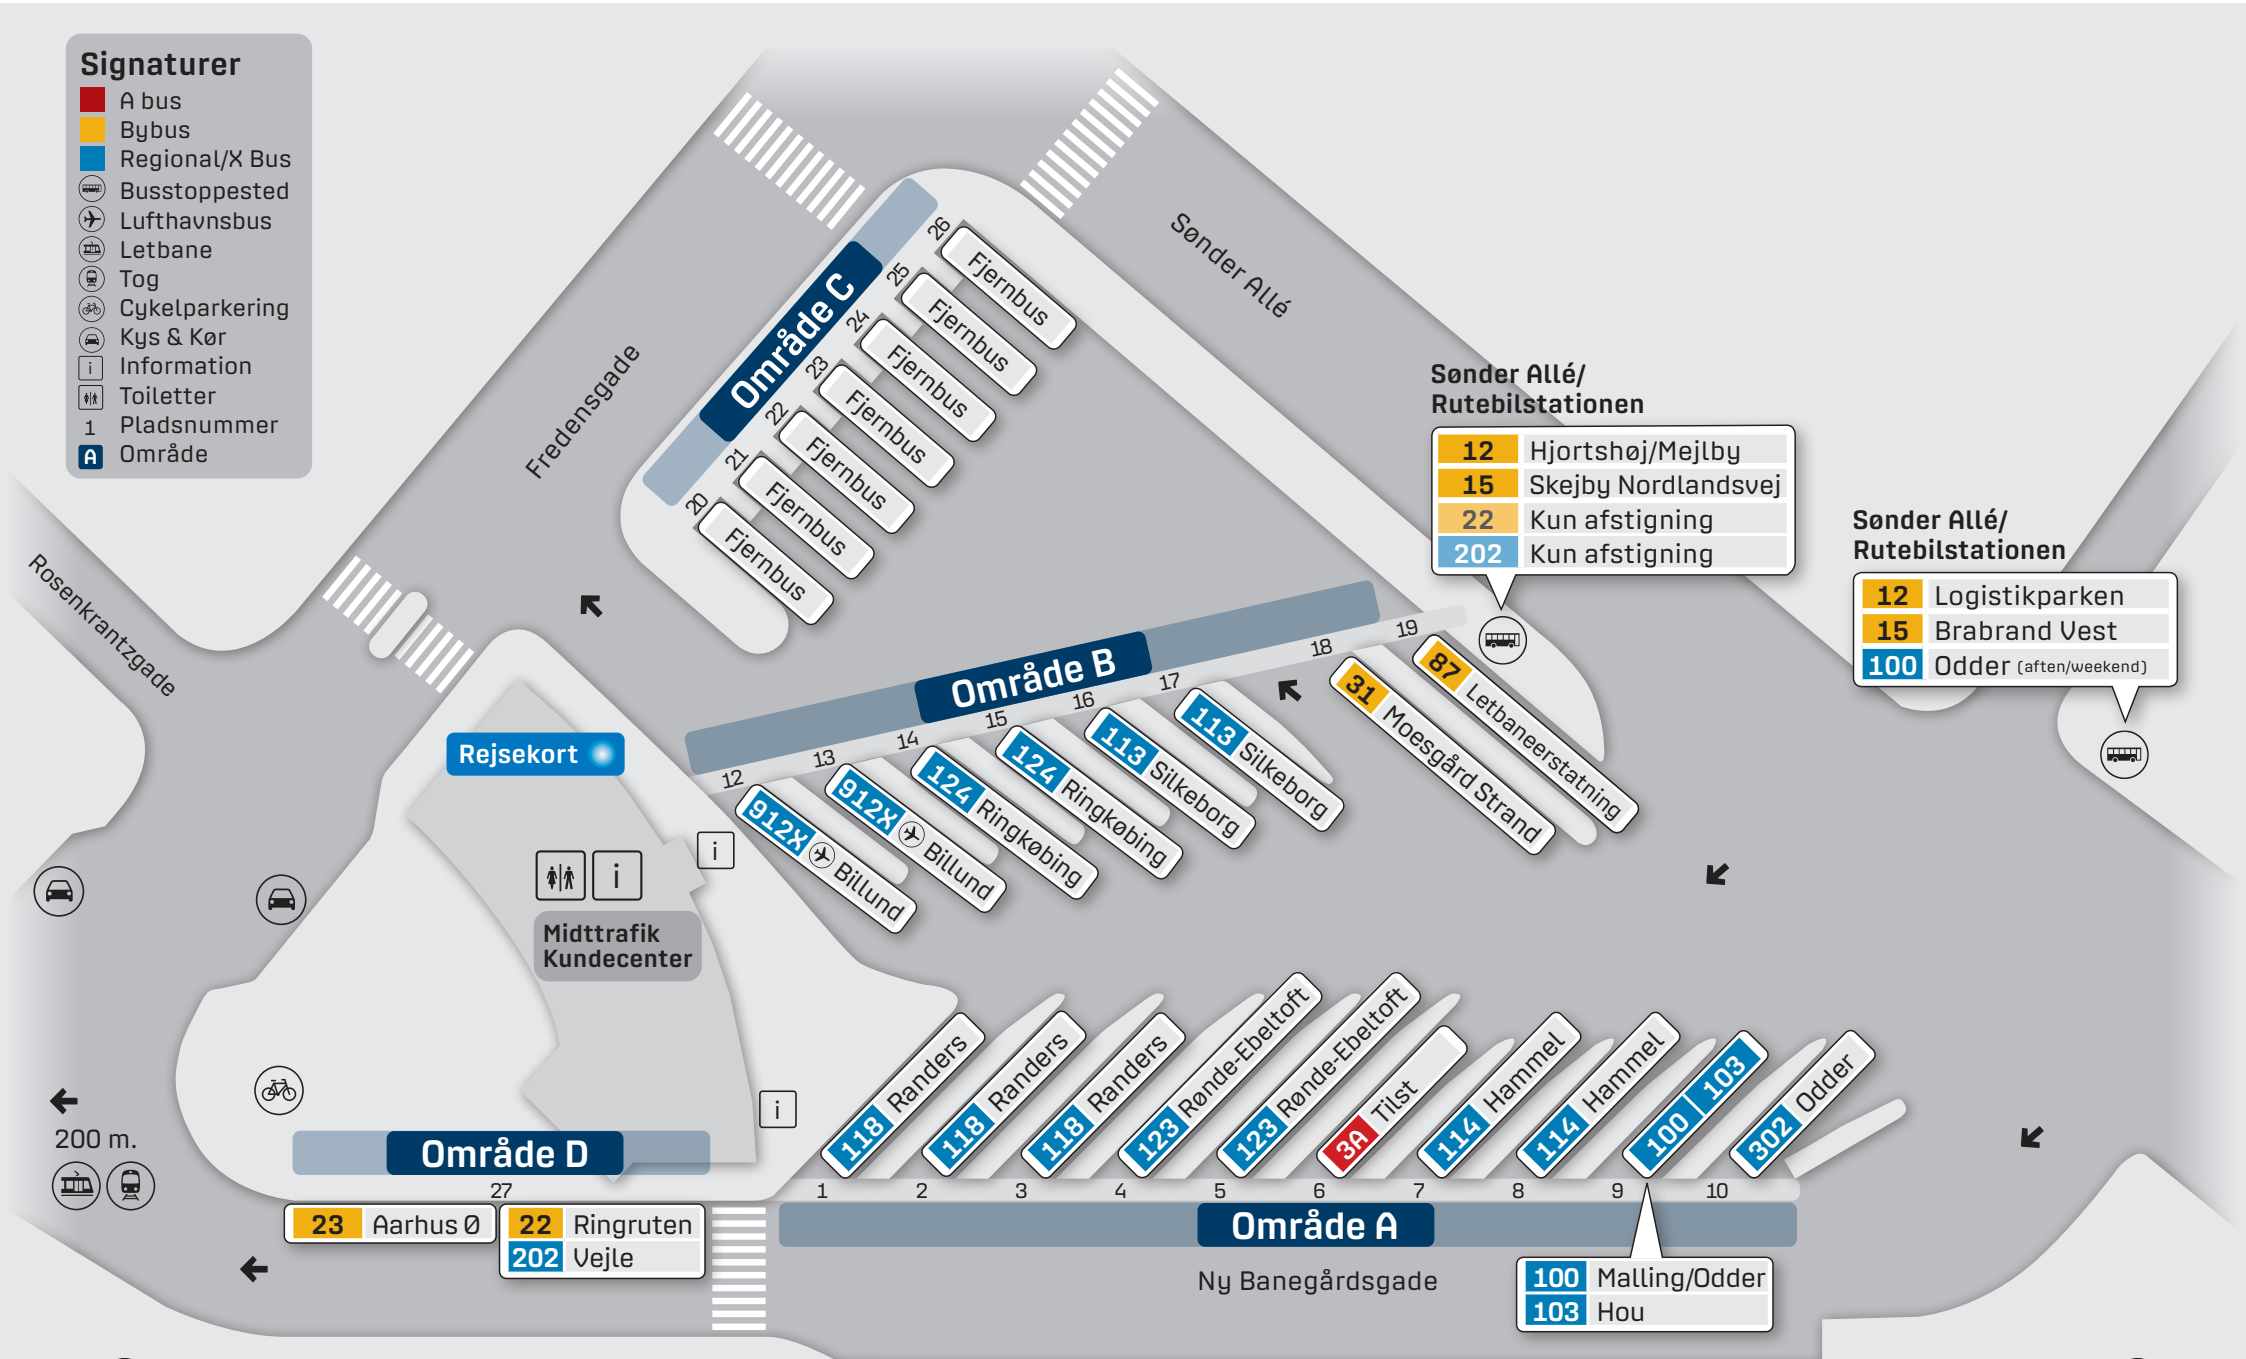 Signaturer
A bus
Bybus
Regional/X Bus
Busstoppested
Lufthavnsbus
Letbane
Tog
Cykelparkering
Kys & Kør
i Information
Toiletter
1 Pladsnummer
A Område
Fredensgade
Sønder Allé
Rosenkrantzgade
Område C
26 Fjernbus
25 Fjernbus
24 Fjernbus
23 Fjernbus
22 Fjernbus
21 Fjernbus
20 Fjernbus
Sønder Allé/
Rutebilstationen
12 Hjortshøj/Mejlby
15 Skejby Nordlandsvej
22 Kun afstigning
202 Kun afstigning
Sønder Allé/
Rutebilstationen
12 Logistikparken
15 Brabrand Vest
100 Odder (aften/weekend)
Område B
12 912X Billund
13 912X Billund
14 124 Ringkøbing
15 124 Ringkøbing
16 113 Silkeborg
17 113 Silkeborg
18 31 Moesgård Strand
19 87 Letbaneerstatning
Rejsekort
i
i
Midttrafik
Kundecenter
i
200 m.
Område D
27
23 Aarhus Ø
22 Ringruten
202 Vejle
118 Randers
118 Randers
118 Randers
123 Rønde-Ebeltoft
123 Rønde-Ebeltoft
3A Tilst
114 Hammel
114 Hammel
100 103
302 Odder
1 2 3 4 5 6 7 8 9 10
Område A
Ny Banegårdsgade
100 Malling/Odder
103 Hou